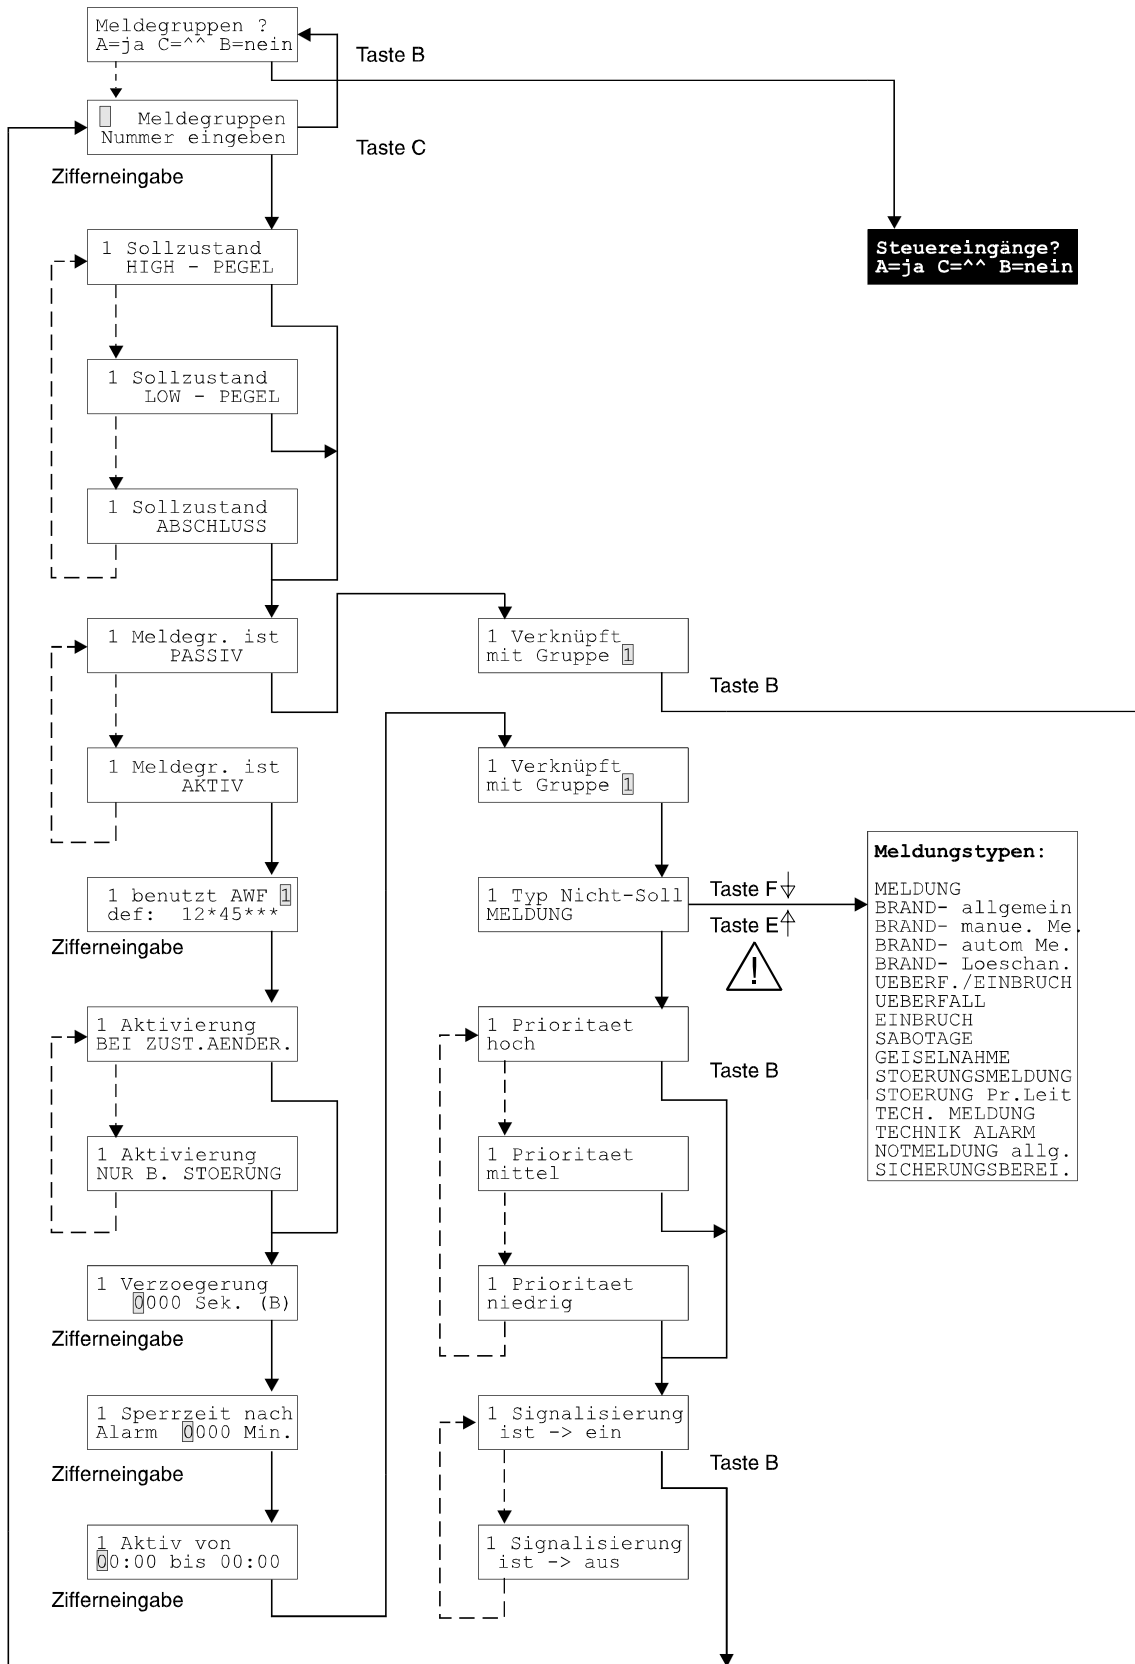 Meldegruppen ?
A=ja C=^^ B=nein
Taste B
Meldegruppen
Nummer eingeben
Taste C
Zifferneingabe
Steuereingänge?
A=ja C=^^ B=nein
1 Sollzustand
HIGH - PEGEL
1 Sollzustand
LOW - PEGEL
1 Sollzustand
ABSCHLUSS
1 Meldegr. ist
PASSIV
1 Meldegr. ist
AKTIV
1 benutzt AWF 1
def: 12*45***
Zifferneingabe
1 Aktivierung
BEI ZUST.AENDER.
1 Aktivierung
NUR B. STOERUNG
1 Verzoegerung
0000 Sek. (B)
Zifferneingabe
1 Sperrzeit nach
Alarm 0000 Min.
Zifferneingabe
1 Aktiv von
00:00 bis 00:00
Zifferneingabe
1 Verknüpft
mit Gruppe 1
Taste B
1 Verknüpft
mit Gruppe 1
1 Typ Nicht-Soll
MELDUNG
Taste F
Taste E
!
1 Prioritaet
hoch
Taste B
1 Prioritaet
mittel
1 Prioritaet
niedrig
1 Signalisierung
ist -> ein
Taste B
1 Signalisierung
ist -> aus
Meldungstypen:
MELDUNG
BRAND- allgemein
BRAND- manue. Me.
BRAND- autom Me.
BRAND- Loeschan.
UEBERF./EINBRUCH
UEBERFALL
EINBRUCH
SABOTAGE
GEISELNAHME
STOERUNGSMELDUNG
STOERUNG Pr.Leit
TECH. MELDUNG
TECHNIK ALARM
NOTMELDUNG allg.
SICHERUNGSBEREI.